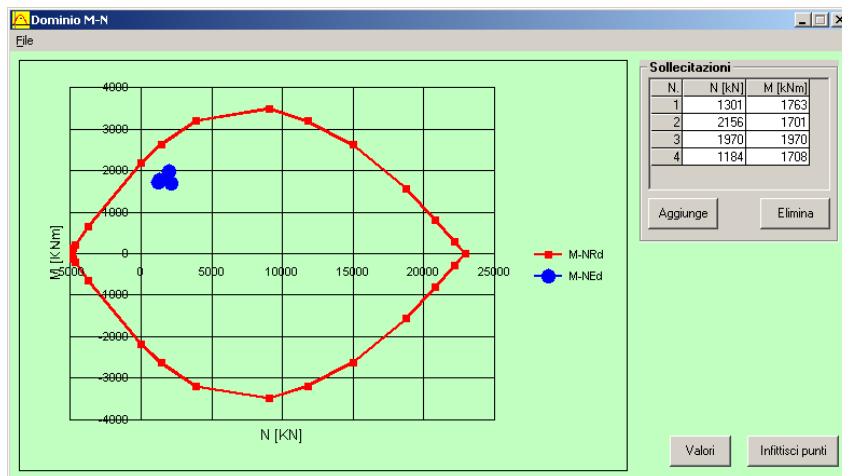 Dominio M-N
File
4000
3000
2000
1000
0
-1000
-2000
-3000
-4000
M [KNm]
5000 0 5000 10000 15000 20000 25000
N [KN]
M-NRd
M-NEd
Sollecitazioni
N. N [kN] M [kNm]
1 1301 1763
2 2156 1701
3 1970 1970
4 1184 1708
Aggiunge Elimina
Valori Infittisci punti